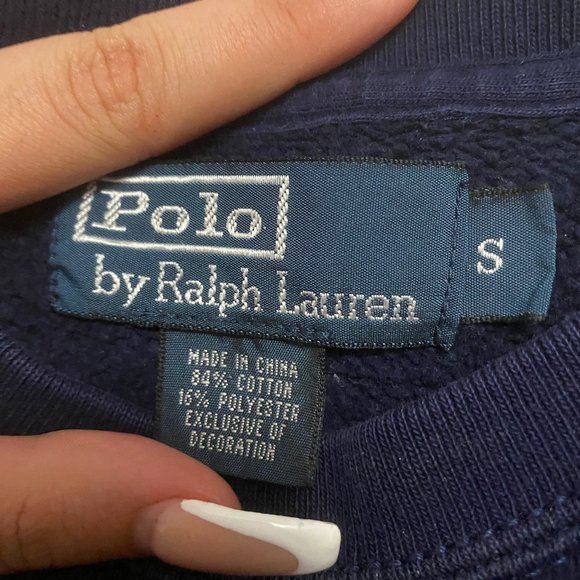 Polo
by Ralph Lauren
S
MADE IN CHINA
84% COTTON
16% POLYESTER
EXCLUSIVE OF
DECORATION